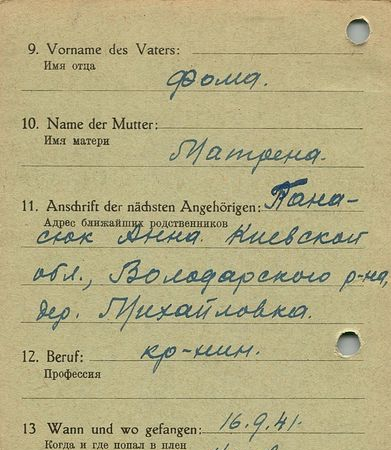 9. Vorname des Vaters:
Имя отца
Фома.
10. Name der Mutter:
Имя матери
Матрена.
11. Anschrift der nächsten Angehörigen: Пана-
Адрес ближайших родственников
сюк Анна. Киевской
обл., Володарского р-на,
дер. Михайловка.
12. Beruf: кр-нин.
Профессия
13 Wann und wo gefangen: 16.9.41.
Когда и где попал в плен